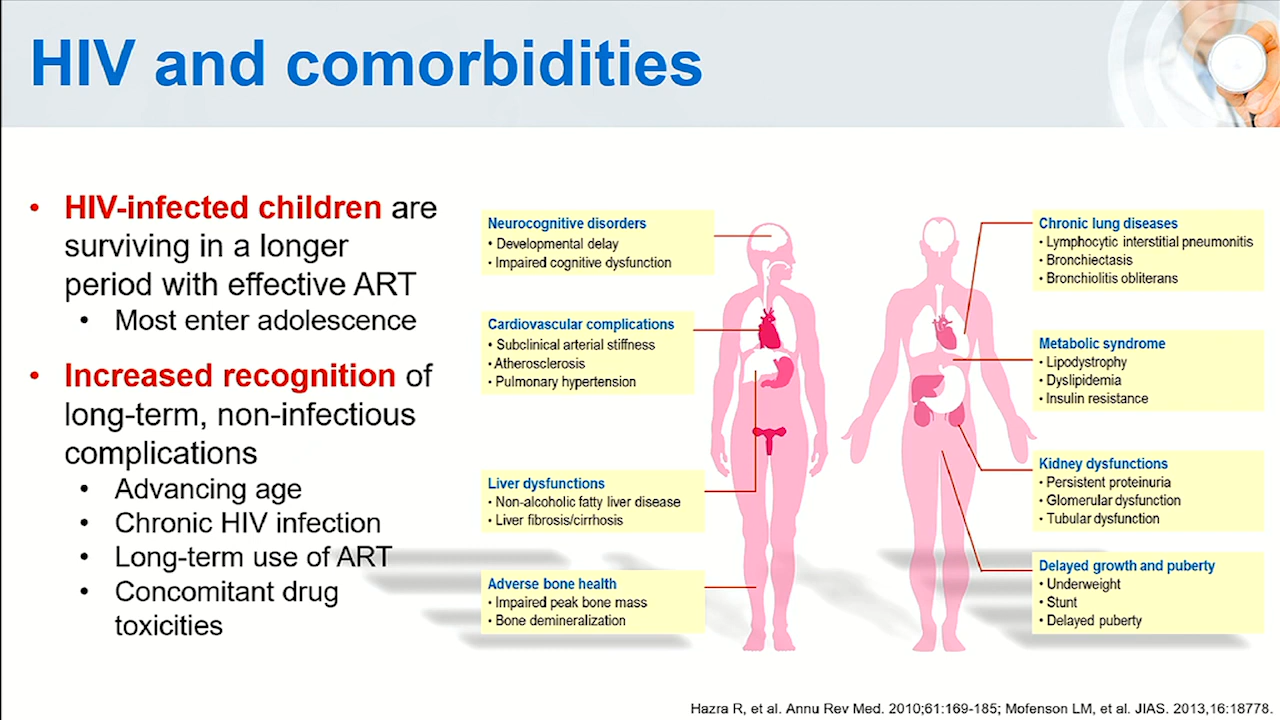 HIV and comorbidities
• HIV-infected children are
surviving in a longer
period with effective ART
• Most enter adolescence
• Increased recognition of
long-term, non-infectious
complications
• Advancing age
• Chronic HIV infection
• Long-term use of ART
• Concomitant drug
toxicities
Neurocognitive disorders
• Developmental delay
• Impaired cognitive dysfunction
Cardiovascular complications
• Subclinical arterial stiffness
• Atherosclerosis
• Pulmonary hypertension
Liver dysfunctions
• Non-alcoholic fatty liver disease
• Liver fibrosis/cirrhosis
Adverse bone health
• Impaired peak bone mass
• Bone demineralization
Chronic lung diseases
• Lymphocytic interstitial pneumonitis
• Bronchiectasis
• Bronchiolitis obliterans
Metabolic syndrome
• Lipodystrophy
• Dyslipidemia
• Insulin resistance
Kidney dysfunctions
• Persistent proteinuria
• Glomerular dysfunction
• Tubular dysfunction
Delayed growth and puberty
• Underweight
• Stunt
• Delayed puberty
Hazra R, et al. Annu Rev Med. 2010;61:169-185; Mofenson LM, et al. JIAS. 2013,16:18778.